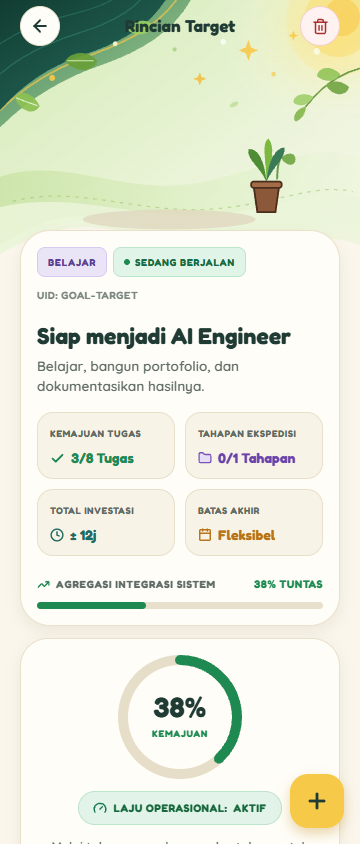 Rincian Target
BELAJAR
SEDANG BERJALAN
UID: GOAL-TARGET
Siap menjadi AI Engineer
Belajar, bangun portofolio, dan
dokumentasikan hasilnya.
KEMAJUAN TUGAS
3/8 Tugas
TAHAPAN EKSPEDISI
0/1 Tahapan
TOTAL INVESTASI
± 12j
BATAS AKHIR
Fleksibel
AGREGASI INTEGRASI SISTEM
38% TUNTAS
38%
KEMAJUAN
LAJU OPERASIONAL: AKTIF